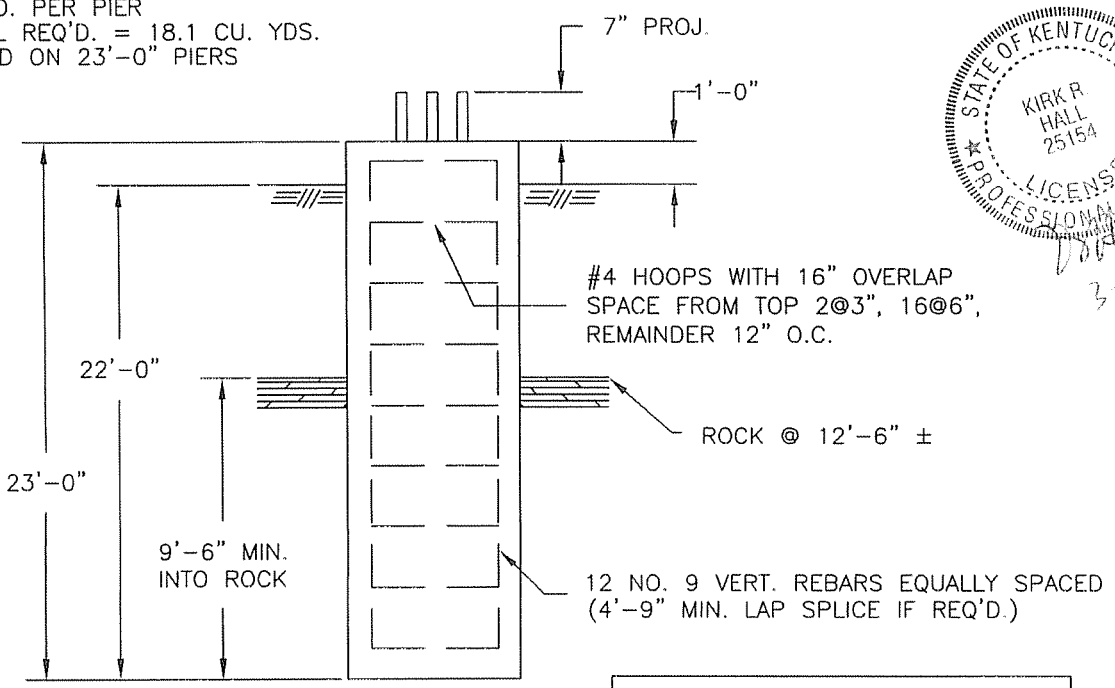 PER PIER
REQ'D. = 18.1 CU. YDS.
ON 23'-0" PIERS
7" PROJ.
1'-0"
STATE OF
KIRK R.
HALL
25154
PROFESSIONAL
#4 HOOPS WITH 16" OVERLAP
SPACE FROM TOP 2@3", 16@6",
REMAINDER 12" O.C.
22'-0"
ROCK @ 12'-6" ±
23'-0"
9'-6" MIN.
INTO ROCK
12 NO. 9 VERT. REBARS EQUALLY SPACED
(4'-9" MIN. LAP SPLICE IF REQ'D.)